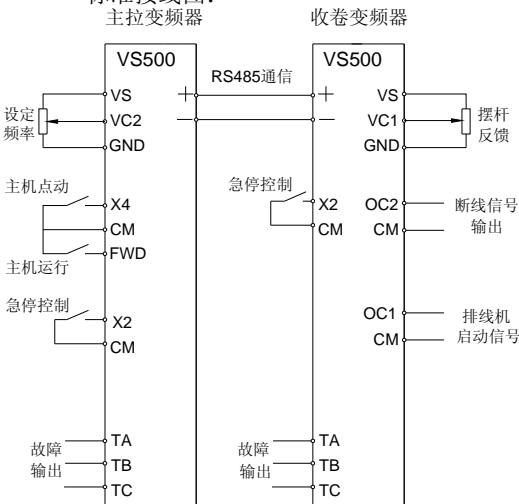 标准接线图:
主拉变频器
收卷变频器
VS500
VS500
RS485通信
设定
频率
VS
VC2
GND
+
-
+
-
VS
VC1
GND
摆杆
反馈
主机点动
X4
CM
FWD
主机运行
急停控制
X2
CM
OC2
CM
断线信号
输出
急停控制
X2
CM
OC1
CM
排线机
启动信号
故障
输出
TA
TB
TC
故障
输出
TA
TB
TC